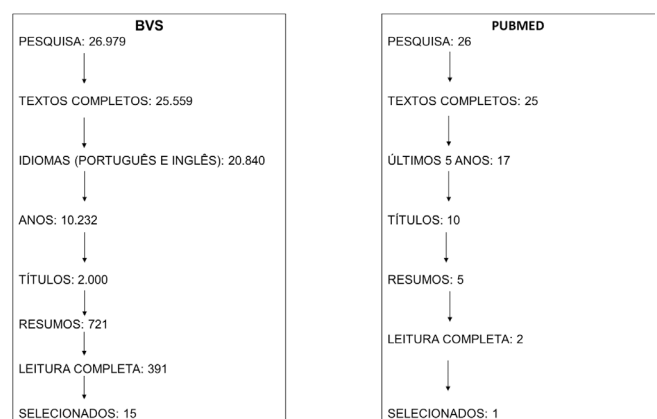 BVS
PESQUISA: 26.979
TEXTOS COMPLETOS: 25.559
IDIOMAS (PORTUGUÊS E INGLÊS): 20.840
ANOS: 10.232
TÍTULOS: 2.000
RESUMOS: 721
LEITURA COMPLETA: 391
SELECIONADOS: 15
PUBMED
PESQUISA: 26
TEXTOS COMPLETOS: 25
ÚLTIMOS 5 ANOS: 17
TÍTULOS: 10
RESUMOS: 5
LEITURA COMPLETA: 2
SELECIONADOS: 1